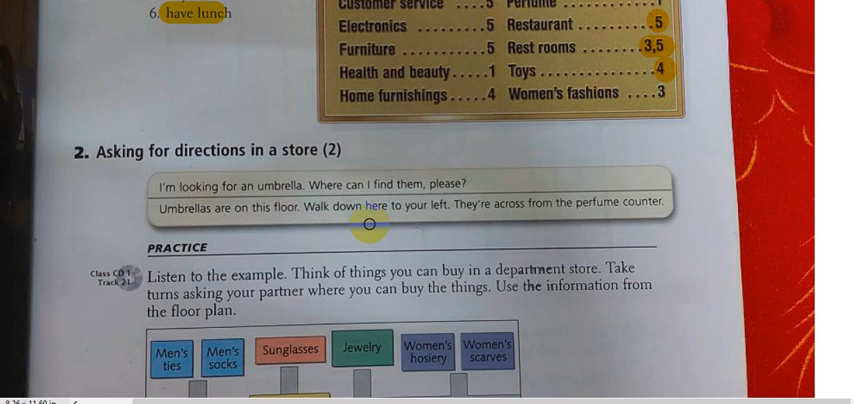 6. have lunch
Customer service ....5
Electronics .........5
Furniture ..........5
Health and beauty.....1
Home furnishings.....4
Perfume ............1
Restaurant ..........5
Rest rooms .......3,5
Toys...............4
Women's fashions ....3
2. Asking for directions in a store (2)
I'm looking for an umbrella. Where can I find them, please?
Umbrellas are on this floor. Walk down here to your left. They're across from the perfume counter.
PRACTICE
Class CD 1
Track 21
Listen to the example. Think of things you can buy in a department store. Take
turns asking your partner where you can buy the things. Use the information from
the floor plan.
Men's
ties
Men's
socks
Sunglasses
Jewelry
Women's
hosiery
Women's
scarves